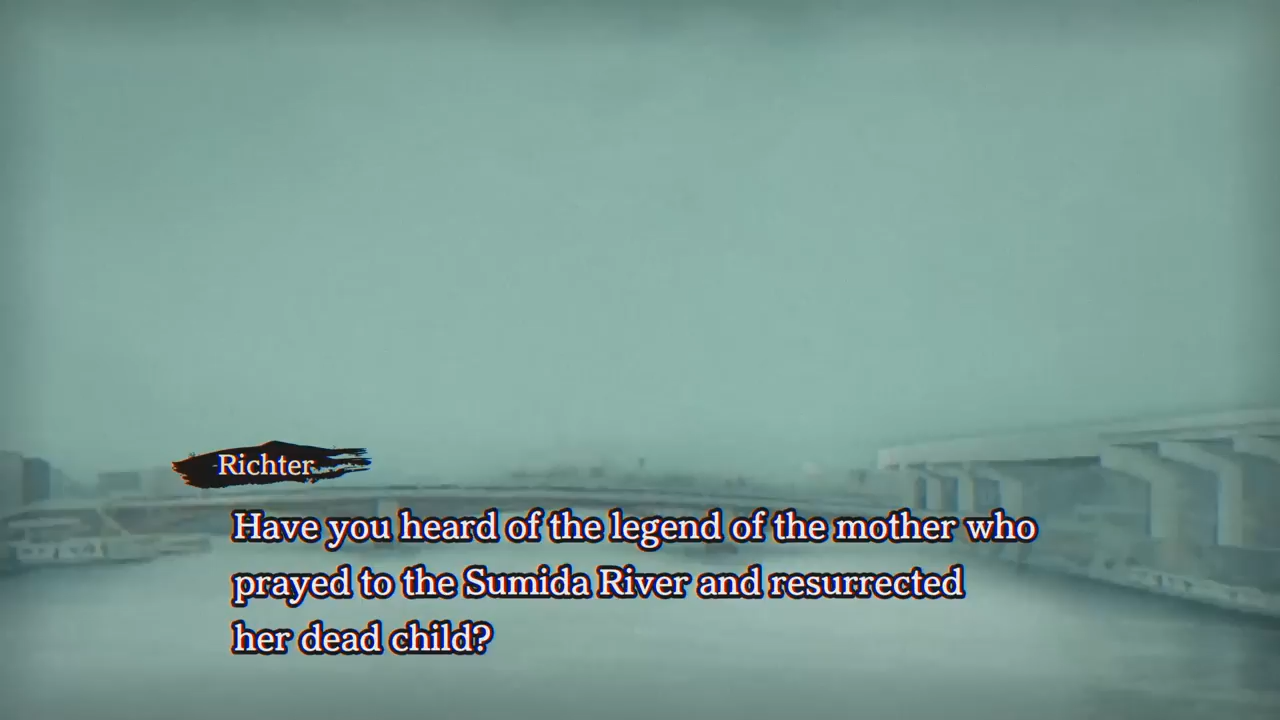 Richter
Have you heard of the legend of the mother who
prayed to the Sumida River and resurrected
her dead child?